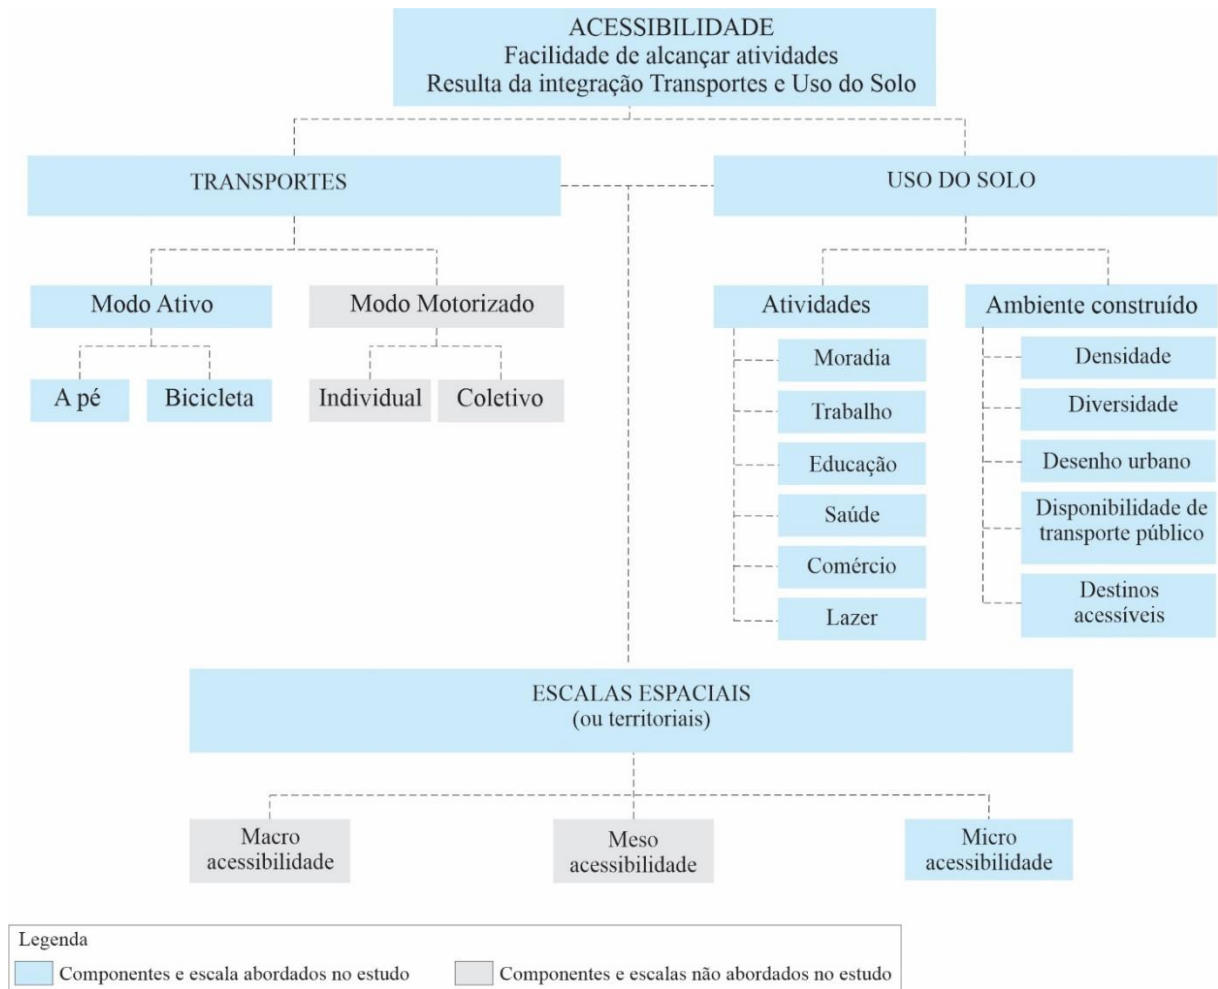 ACESSIBILIDADE
Facilidade de alcançar atividades
Resulta da integração Transportes e Uso do Solo
TRANSPORTES
USO DO SOLO
Modo Ativo
Modo Motorizado
A pé
Bicicleta
Individual
Coletivo
Atividades
Moradia
Trabalho
Educação
Saúde
Comércio
Lazer
Ambiente construído
Densidade
Diversidade
Desenho urbano
Disponibilidade de
transporte público
Destinos
acessíveis
ESCALAS ESPACIAIS
(ou territoriais)
Macro
acessibilidade
Meso
acessibilidade
Micro
acessibilidade
Legenda
Componentes e escala abordados no estudo
Componentes e escalas não abordados no estudo